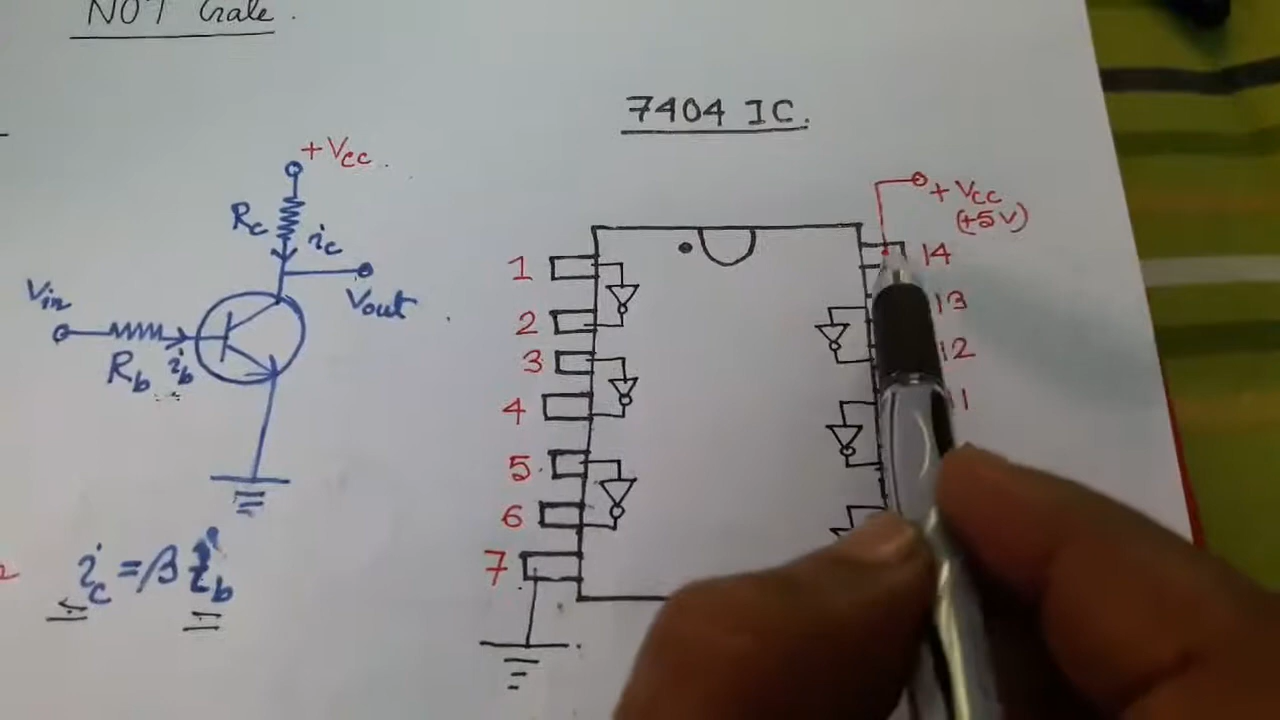 NOT Gate.
7404 IC.
+Vcc.
Rc
ic
Vin
Vout
Rb
ib
ic = β ib
+Vcc
(+5V)
1
2
3
4
5
6
7
14
13
12
11